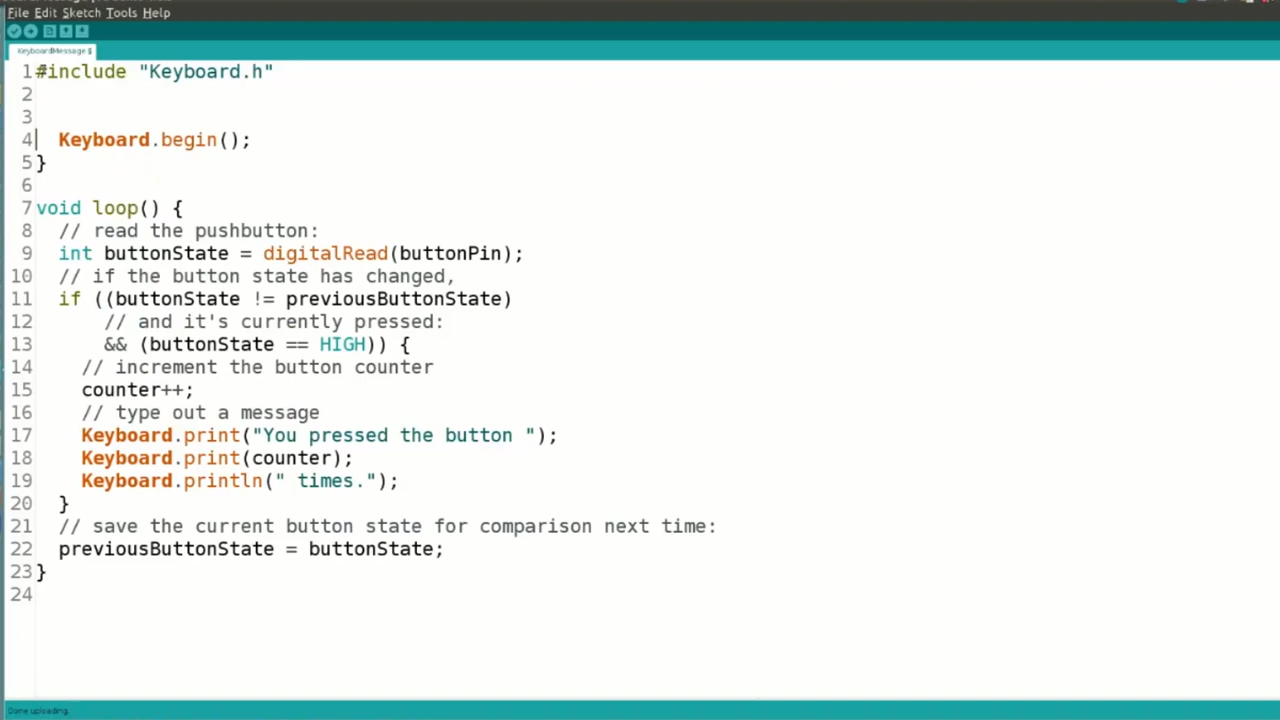 File Edit Sketch Tools Help
KeyboardMessage §
1 #include "Keyboard.h"
2
3
4   Keyboard.begin();
5 }
6
7 void loop() {
8   // read the pushbutton:
9   int buttonState = digitalRead(buttonPin);
10   // if the button state has changed,
11   if ((buttonState != previousButtonState)
12       // and it's currently pressed:
13       && (buttonState == HIGH)) {
14     // increment the button counter
15     counter++;
16     // type out a message
17     Keyboard.print("You pressed the button ");
18     Keyboard.print(counter);
19     Keyboard.println(" times.");
20   }
21   // save the current button state for comparison next time:
22   previousButtonState = buttonState;
23 }
24
Done uploading.